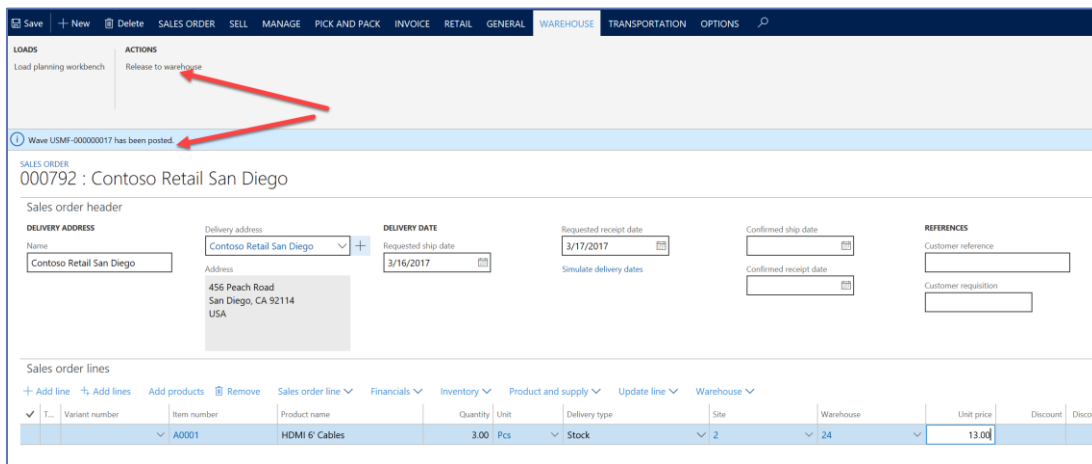 Save + New Delete SALES ORDER SELL MANAGE PICK AND PACK INVOICE RETAIL GENERAL WAREHOUSE TRANSPORTATION OPTIONS
LOADS ACTIONS
Load planning workbench Release to warehouse
Wave USMF-000000017 has been posted.
SALES ORDER
000792 : Contoso Retail San Diego
Sales order header
DELIVERY ADDRESS Delivery address DELIVERY DATE Requested receipt date Confirmed ship date REFERENCES
Name Contoso Retail San Diego + Requested ship date 3/17/2017 Customer reference
Contoso Retail San Diego Address 3/16/2017 Simulate delivery dates Confirmed receipt date
456 Peach Road Customer requisition
San Diego, CA 92114
USA
Sales order lines
+ Add line Add lines Add products Remove Sales order line Financials Inventory Product and supply Update line Warehouse
T... Variant number Item number Product name Quantity Unit Delivery type Site Warehouse Unit price Discount Disco
A0001 HDMI 6' Cables 3.00 Pcs Stock 2 24 13.00